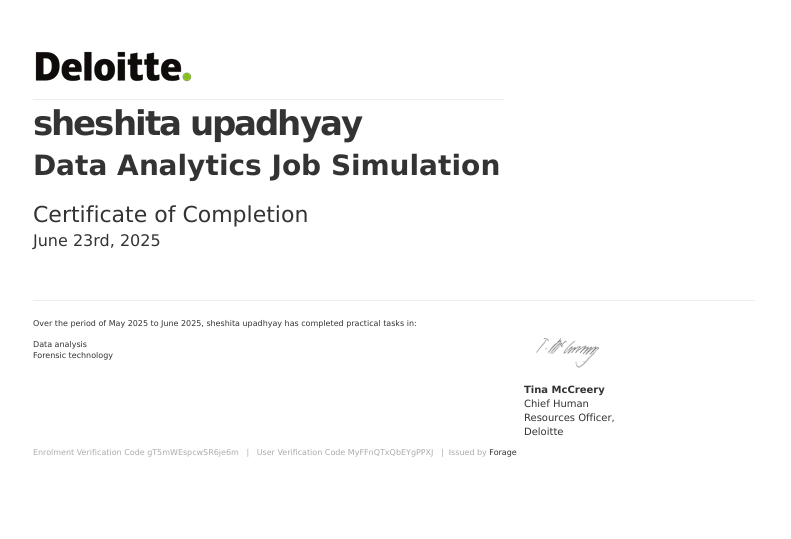 Deloitte.
sheshita upadhyay
Data Analytics Job Simulation
Certificate of Completion
June 23rd, 2025
Over the period of May 2025 to June 2025, sheshita upadhyay has completed practical tasks in:
Data analysis
Forensic technology
T. McCreery
Tina McCreery
Chief Human
Resources Officer,
Deloitte
Enrolment Verification Code gT5mWEspcwSR6je6m | User Verification Code MyFFnQTxQbEYgPPXJ | Issued by Forage